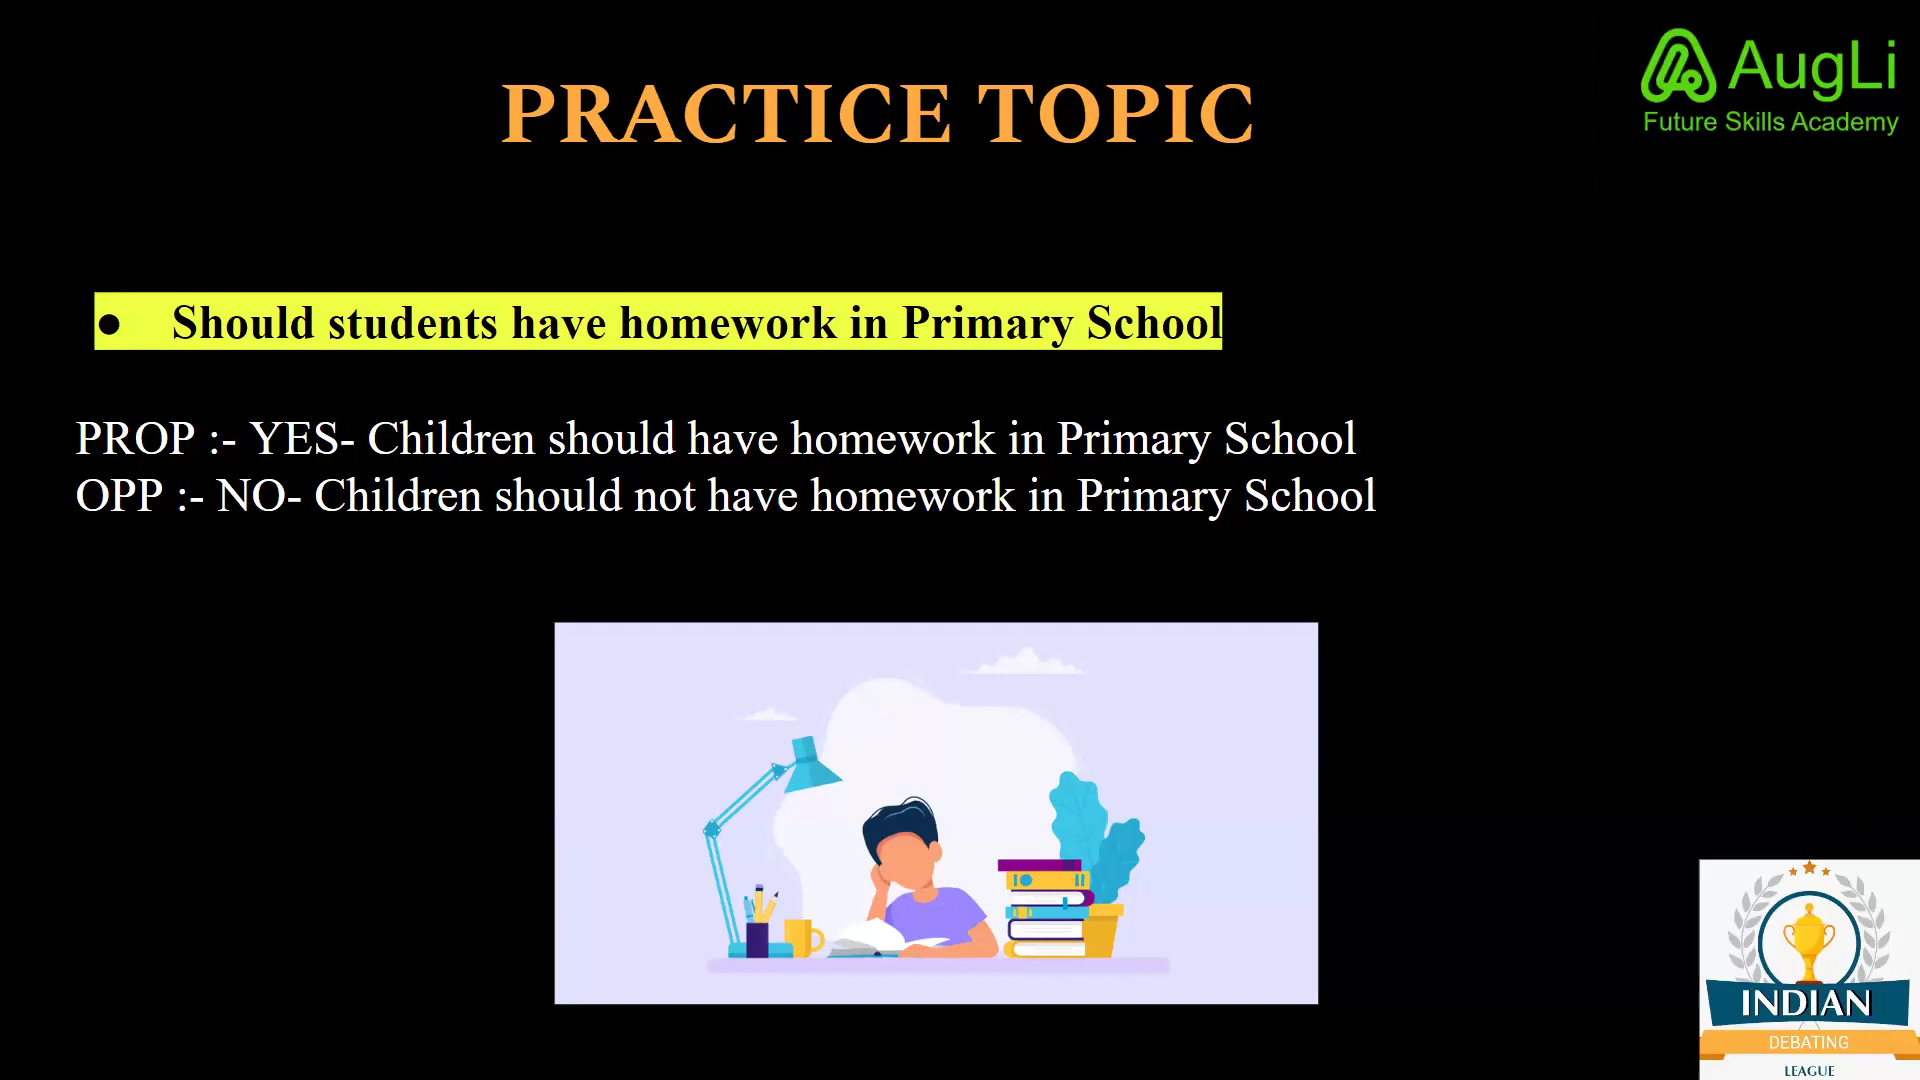 PRACTICE TOPIC
AugLi
Future Skills Academy
● Should students have homework in Primary School
PROP :- YES- Children should have homework in Primary School
OPP :- NO- Children should not have homework in Primary School
INDIAN
DEBATING
LEAGUE